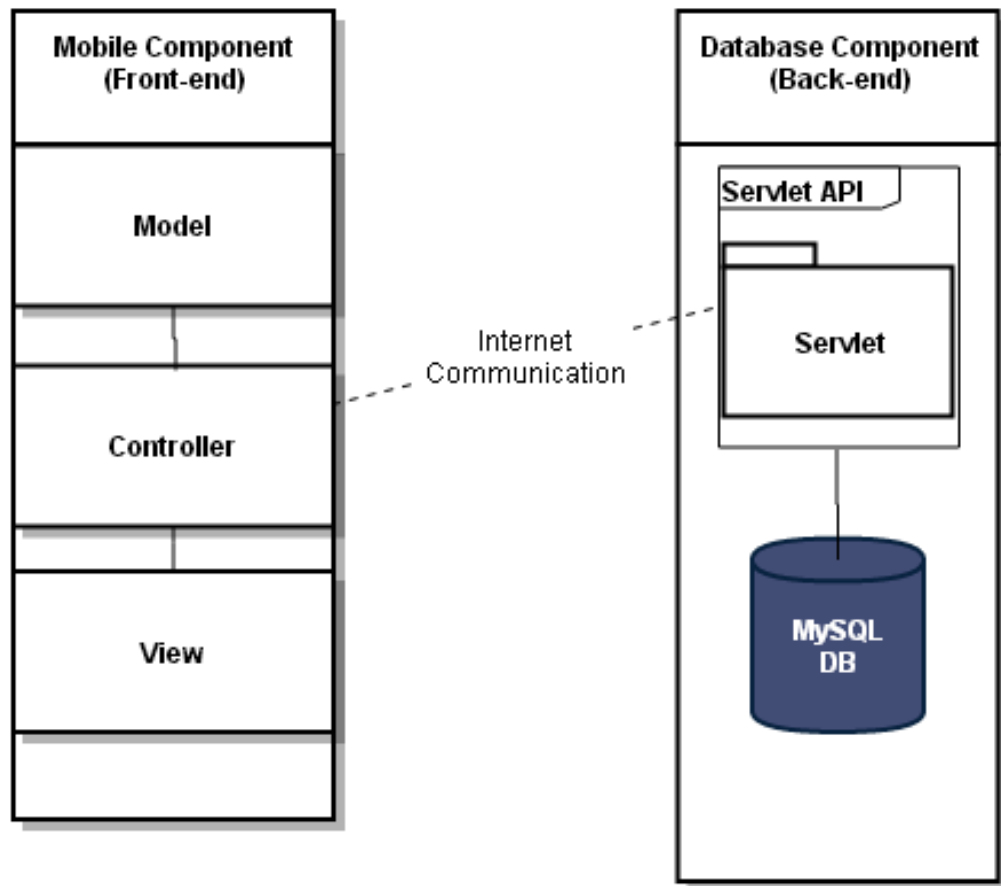 Mobile Component
(Front-end)
Model
Controller
View
Internet
Communication
Database Component
(Back-end)
Servlet API
Servlet
MySQL
DB